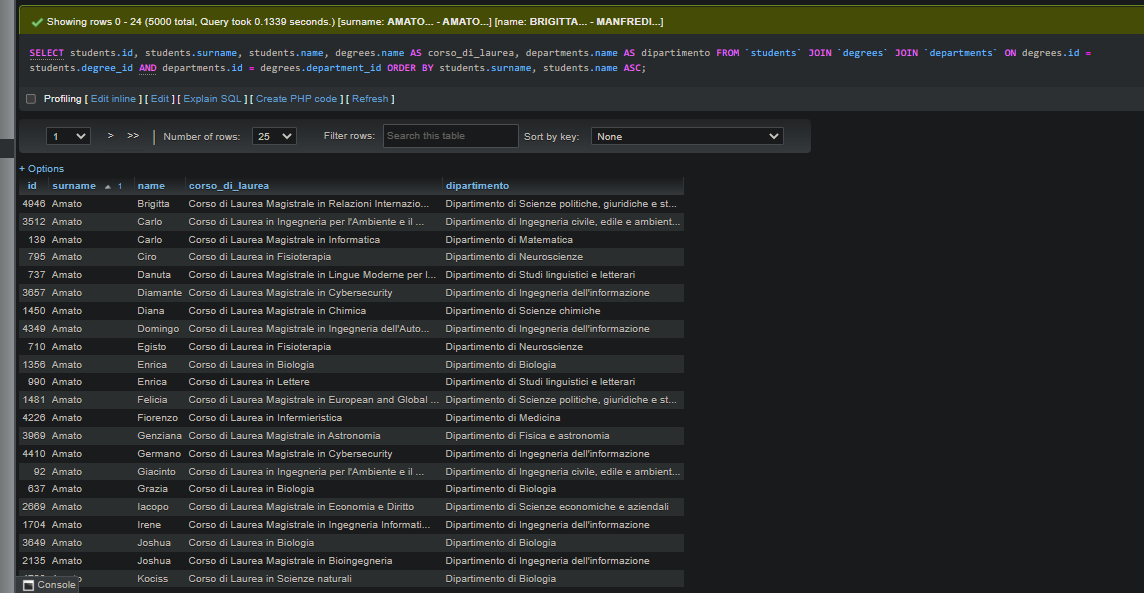 Showing rows 0 - 24 (5000 total, Query took 0.1339 seconds.) [surname: AMATO... - AMATO...] [name: BRIGITTA... - MANFREDI...]
SELECT students.id, students.surname, students.name, degrees.name AS corso_di_laurea, departments.name AS dipartimento FROM `students` JOIN `degrees` JOIN `departments` ON degrees.id =
students.degree_id AND departments.id = degrees.department_id ORDER BY students.surname, students.name ASC;
Profiling [ Edit inline ] [ Edit ] [ Explain SQL ] [ Create PHP code ] [ Refresh ]
1 > >> Number of rows: 25 Filter rows: Search this table Sort by key: None
+ Options
id surname 1 name corso_di_laurea dipartimento
4946 Amato Brigitta Corso di Laurea Magistrale in Relazioni Internazio... Dipartimento di Scienze politiche, giuridiche e st...
3512 Amato Carlo Corso di Laurea in Ingegneria per l'Ambiente e il ... Dipartimento di Ingegneria civile, edile e ambient...
139 Amato Carlo Corso di Laurea Magistrale in Informatica Dipartimento di Matematica
795 Amato Ciro Corso di Laurea in Fisioterapia Dipartimento di Neuroscienze
737 Amato Danuta Corso di Laurea Magistrale in Lingue Moderne per l... Dipartimento di Studi linguistici e letterari
3657 Amato Diamante Corso di Laurea Magistrale in Cybersecurity Dipartimento di Ingegneria dell'informazione
1450 Amato Diana Corso di Laurea Magistrale in Chimica Dipartimento di Scienze chimiche
4349 Amato Domingo Corso di Laurea Magistrale in Ingegneria dell'Auto... Dipartimento di Ingegneria dell'informazione
710 Amato Egisto Corso di Laurea in Fisioterapia Dipartimento di Neuroscienze
1356 Amato Enrica Corso di Laurea in Biologia Dipartimento di Biologia
990 Amato Enrica Corso di Laurea in Lettere Dipartimento di Studi linguistici e letterari
1481 Amato Felicia Corso di Laurea Magistrale in European and Global ... Dipartimento di Scienze politiche, giuridiche e st...
4226 Amato Fiorenzo Corso di Laurea in Infermieristica Dipartimento di Medicina
3969 Amato Genziana Corso di Laurea Magistrale in Astronomia Dipartimento di Fisica e astronomia
4410 Amato Germano Corso di Laurea Magistrale in Cybersecurity Dipartimento di Ingegneria dell'informazione
92 Amato Giacinto Corso di Laurea in Ingegneria per l'Ambiente e il ... Dipartimento di Ingegneria civile, edile e ambient...
637 Amato Grazia Corso di Laurea in Biologia Dipartimento di Biologia
2669 Amato Iacopo Corso di Laurea Magistrale in Economia e Diritto Dipartimento di Scienze economiche e aziendali
1704 Amato Irene Corso di Laurea Magistrale in Ingegneria Informati... Dipartimento di Ingegneria dell'informazione
3649 Amato Joshua Corso di Laurea in Biologia Dipartimento di Biologia
2135 Amato Joshua Corso di Laurea Magistrale in Bioingegneria Dipartimento di Ingegneria dell'informazione
Kociss Corso di Laurea in Scienze naturali Dipartimento di Biologia
Console